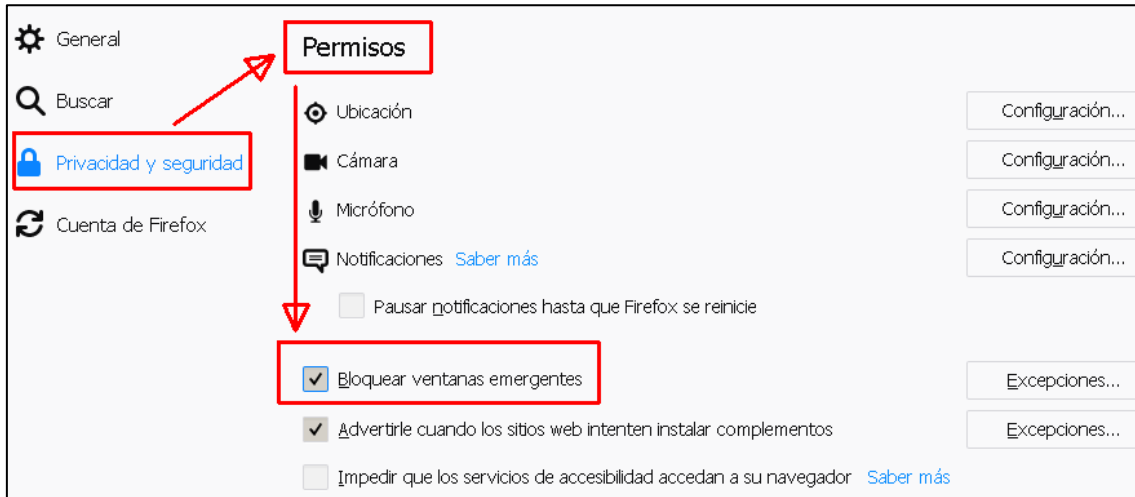 General
Buscar
Privacidad y seguridad
Cuenta de Firefox
Permisos
Ubicación Configuración...
Cámara Configuración...
Micrófono Configuración...
Notificaciones Saber más Configuración...
Pausar notificaciones hasta que Firefox se reinicie
Bloquear ventanas emergentes Excepciones...
Advertirle cuando los sitios web intenten instalar complementos Excepciones...
Impedir que los servicios de accesibilidad accedan a su navegador Saber más